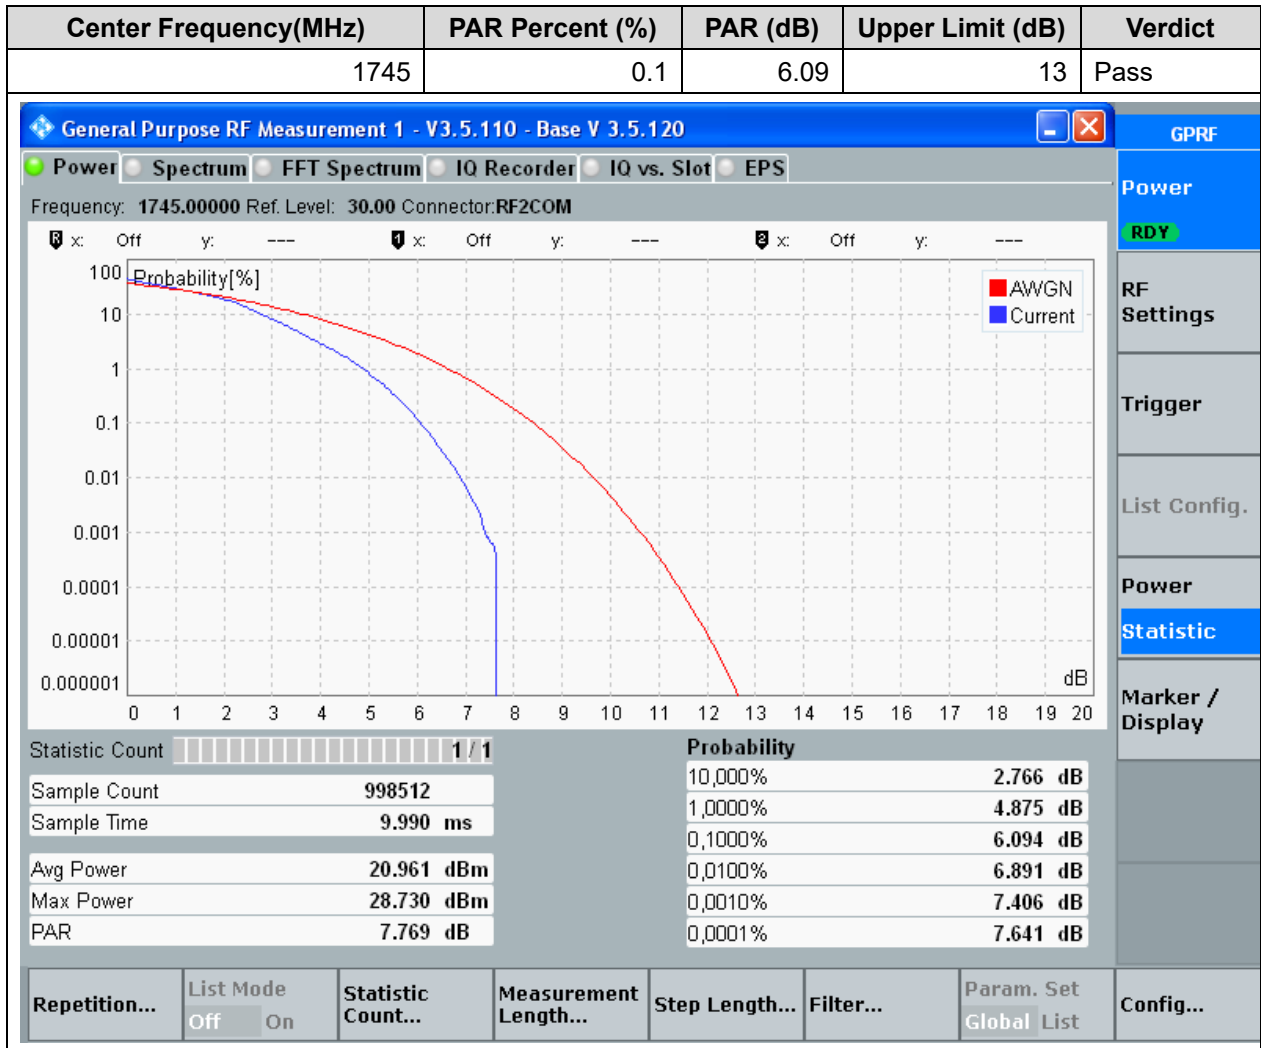 Center Frequency(MHz) PAR Percent (%) PAR (dB) Upper Limit (dB) Verdict
1745 0.1 6.09 13 Pass
General Purpose RF Measurement 1 - V3.5.110 - Base V 3.5.120
GPRF
Power Spectrum FFT Spectrum IQ Recorder IQ vs. Slot EPS
Frequency: 1745.00000 Ref. Level: 30.00 Connector:RF2COM
R x: Off y: --- 1 x: Off y: --- 2 x: Off y: ---
Probability[%]
AWGN
Current
100
10
1
0.1
0.01
0.001
0.0001
0.00001
0.000001
dB
0 1 2 3 4 5 6 7 8 9 10 11 12 13 14 15 16 17 18 19 20
Statistic Count 1 / 1
Sample Count 998512
Sample Time 9.990 ms
Avg Power 20.961 dBm
Max Power 28.730 dBm
PAR 7.769 dB
Probability
10,000% 2.766 dB
1,0000% 4.875 dB
0,1000% 6.094 dB
0,0100% 6.891 dB
0,0010% 7.406 dB
0,0001% 7.641 dB
Power
RDY
RF
Settings
Trigger
List Config.
Power
Statistic
Marker /
Display
Repetition...
List Mode
Off On
Statistic
Count...
Measurement
Length...
Step Length...
Filter...
Param. Set
Global List
Config...